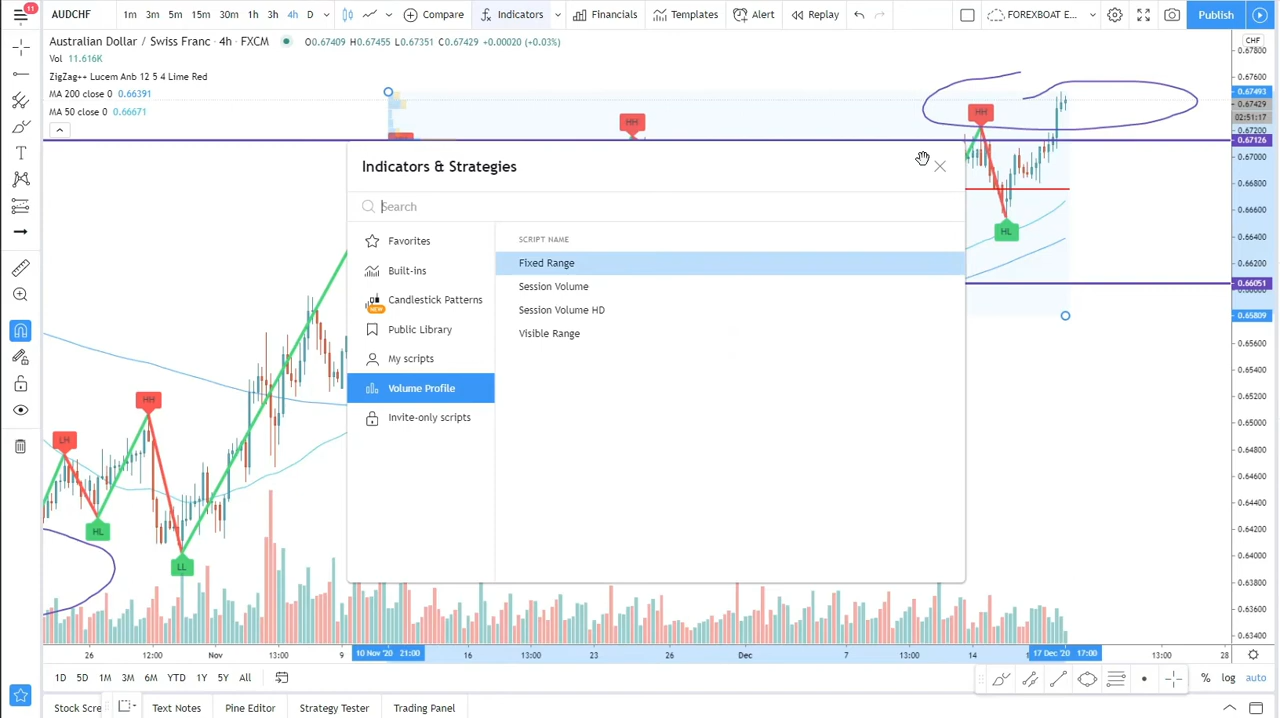 11
AUDCHF 1m 3m 5m 15m 30m 1h 3h 4h D Compare Indicators Financials Templates Alert Replay FOREXBOAT E... Publish
Australian Dollar / Swiss Franc · 4h · FXCM O0.67409 H0.67455 L0.67351 C0.67429 +0.00020 (+0.03%)
Vol 11.616K
ZigZag++ Lucem Anb 12 5 4 Lime Red
MA 200 close 0 0.66391
MA 50 close 0 0.66671
CHF
0.67800
0.67600
0.67493
0.67429
02:51:17
0.67200
0.67126
0.67000
0.66800
0.66600
0.66400
0.66200
0.66051
0.65809
0.65600
0.65400
0.65200
0.65000
0.64800
0.64600
0.64400
0.64200
0.64000
0.63800
0.63600
0.63400
HH
HH
HL
LH
HL
HH
LL
Indicators & Strategies
Search
Favorites
Built-ins
Candlestick Patterns
NEW
Public Library
My scripts
Volume Profile
Invite-only scripts
SCRIPT NAME
Fixed Range
Session Volume
Session Volume HD
Visible Range
26 12:00 Nov 9 10 Nov '20 21:00 16 13:00 23 26 Dec 7 13:00 14 17 Dec '20 17:00 13:00 28
1D 5D 1M 3M 6M YTD 1Y 5Y All % log auto
Stock Scre Text Notes Pine Editor Strategy Tester Trading Panel